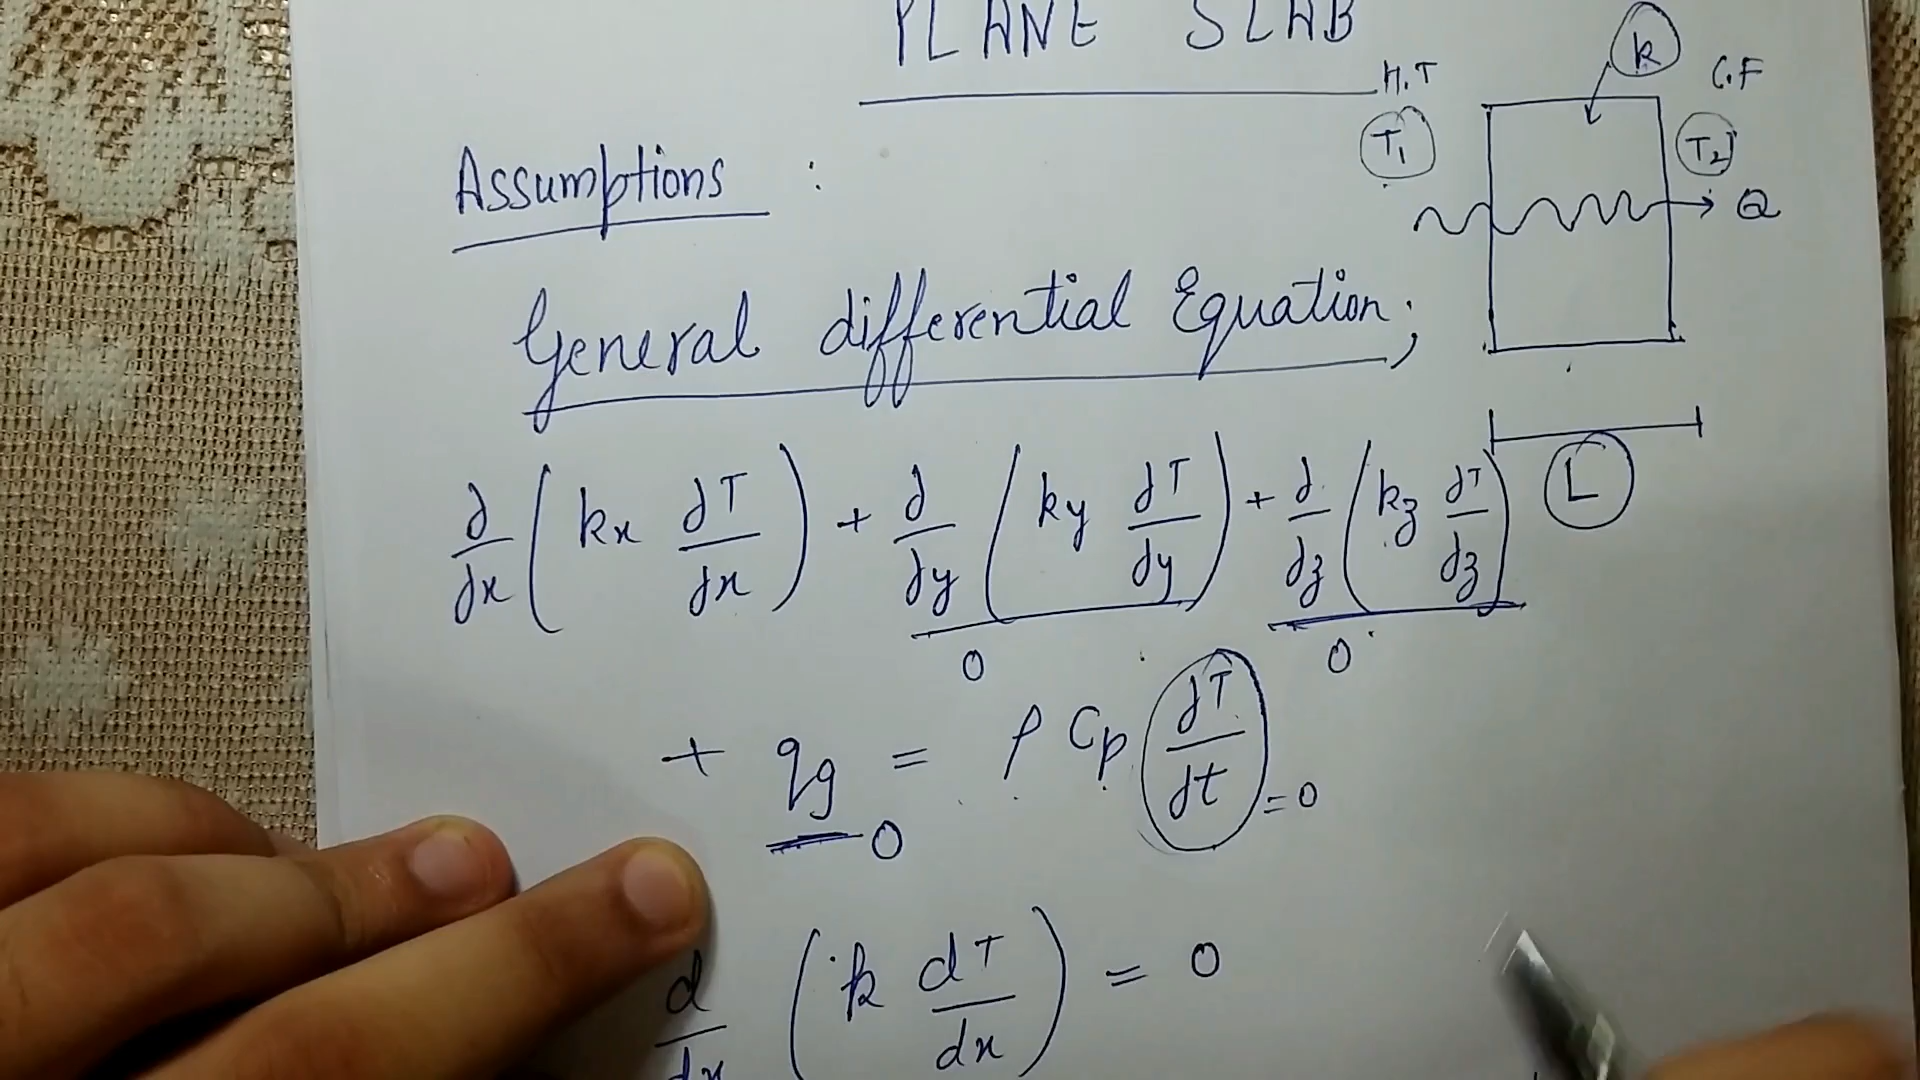 PLANE SLAB
H.T k C.F
T₁ T₂
Q
Assumptions :
General differential Equation;
L
∂/∂x ( kx ∂T/∂x ) + ∂/∂y ( ky ∂T/∂y ) + ∂/∂z ( kz ∂T/∂z )
0 0
+ qg = ρ Cp ∂T/∂t = 0
0
d/dx ( k dT/dx ) = 0